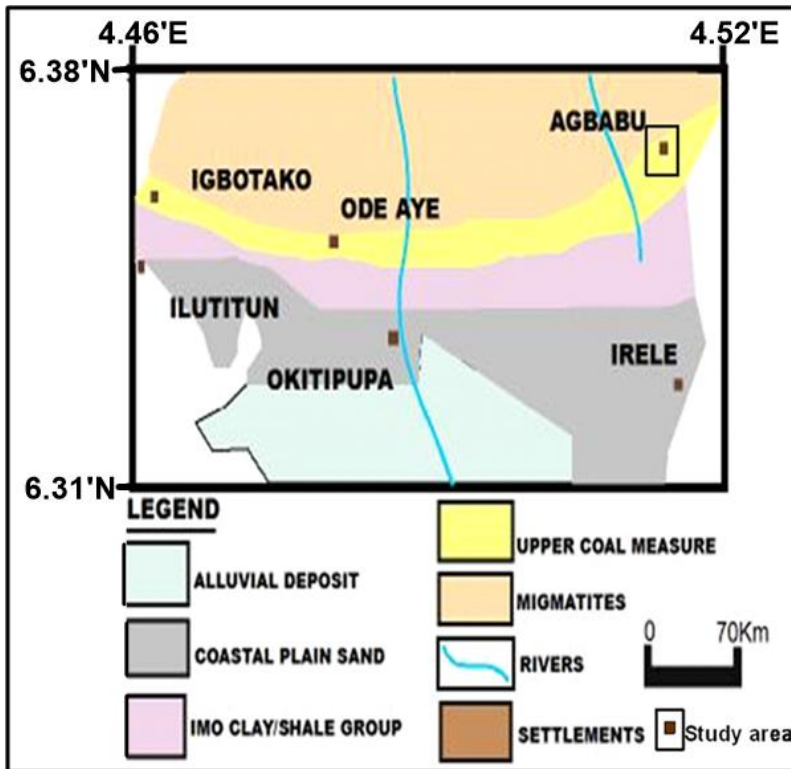 4.46'E 4.52'E
6.38'N
AGBABU
IGBOTAKO
ODE AYE
ILUTITUN
IRELE
OKITIPUPA
6.31'N
LEGEND
ALLUVIAL DEPOSIT
COASTAL PLAIN SAND
IMO CLAY/SHALE GROUP
UPPER COAL MEASURE
MIGMATITES
RIVERS
SETTLEMENTS
0 70Km
Study area